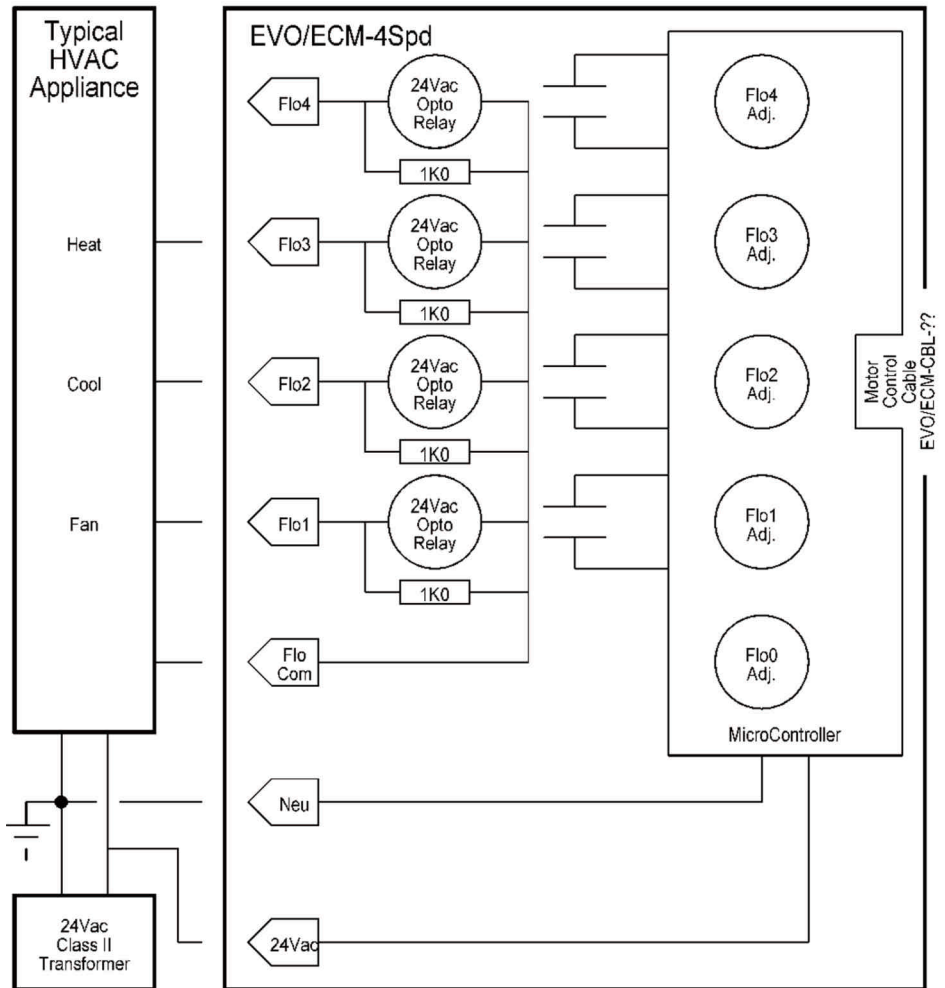 Typical
HVAC
Appliance
Heat
Cool
Fan
24Vac
Class II
Transformer
EVO/ECM-4Spd
Flo4
24Vac
Opto
Relay
1K0
Flo3
24Vac
Opto
Relay
1K0
Flo2
24Vac
Opto
Relay
1K0
Flo1
24Vac
Opto
Relay
1K0
Flo
Com
Neu
24Vac
Flo4
Adj.
Flo3
Adj.
Flo2
Adj.
Flo1
Adj.
Flo0
Adj.
MicroController
Motor
Control
Cable
EVO/ECM-CBL-??